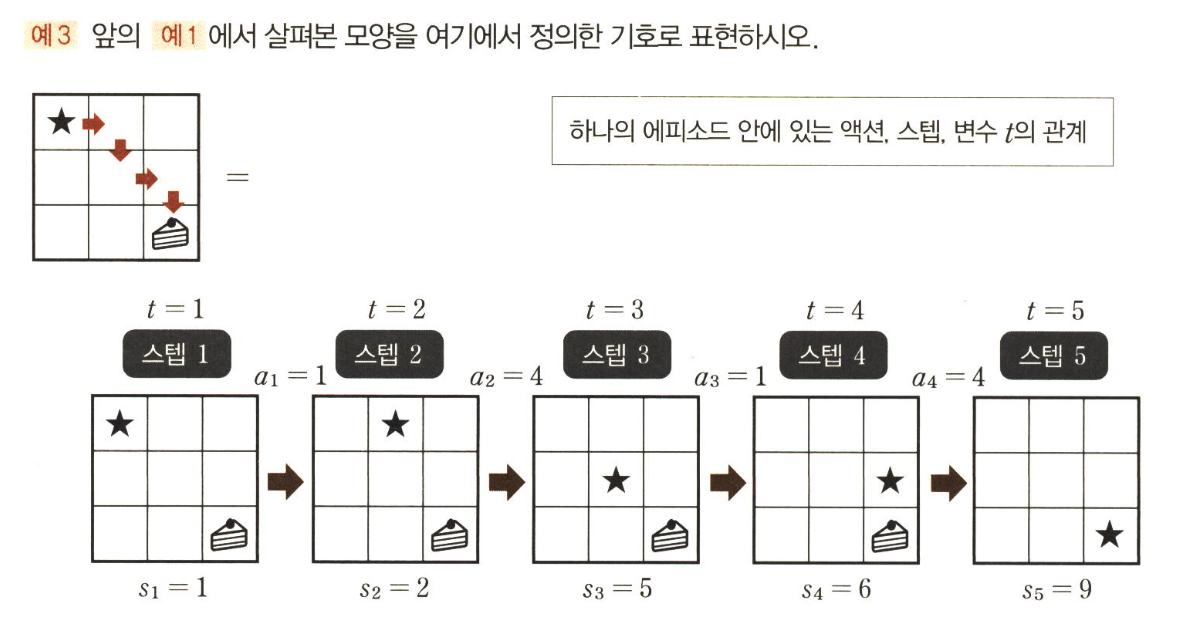 예3 앞의 예1 에서 살펴본 모양을 여기에서 정의한 기호로 표현하시오.
=
하나의 에피소드 안에 있는 액션, 스텝, 변수 t의 관계
t = 1 t = 2 t = 3 t = 4 t = 5
스텝 1 스텝 2 스텝 3 스텝 4 스텝 5
a₁ = 1 a₂ = 4 a₃ = 1 a₄ = 4
s₁ = 1 s₂ = 2 s₃ = 5 s₄ = 6 s₅ = 9